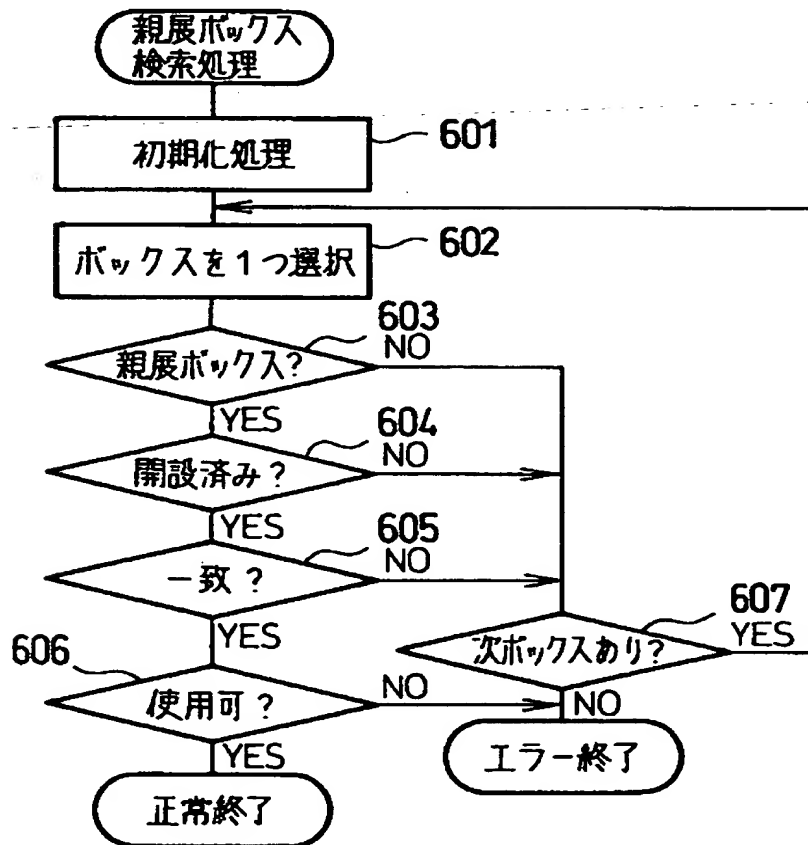 親展ボックス
検索処理
601
初期化処理
602
ボックスを1つ選択
603
親展ボックス?
NO
YES
604
開設済み?
NO
YES
605
一致?
NO
YES
606
使用可?
NO
YES
正常終了
607
次ボックスあり?
YES
NO
エラー終了